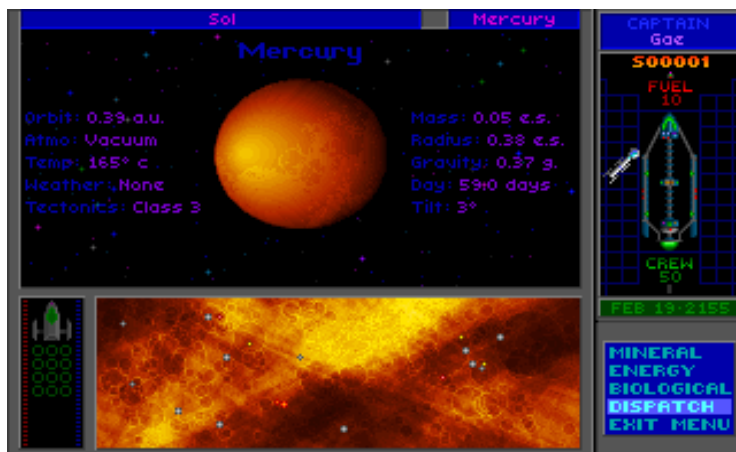 Sol
Mercury
Mercury
Orbit: 0.39 a.u.
Atmo: Vacuum
Temp: 165° c
Weather: None
Tectonics: Class 3
Mass: 0.05 e.s.
Radius: 0.38 e.s.
Gravity: 0.37 g.
Day: 59.0 days
Tilt: 3°
CAPTAIN
Gae
S00001
FUEL
10
CREW
50
FEB 19·2155
MINERAL
ENERGY
BIOLOGICAL
DISPATCH
EXIT MENU